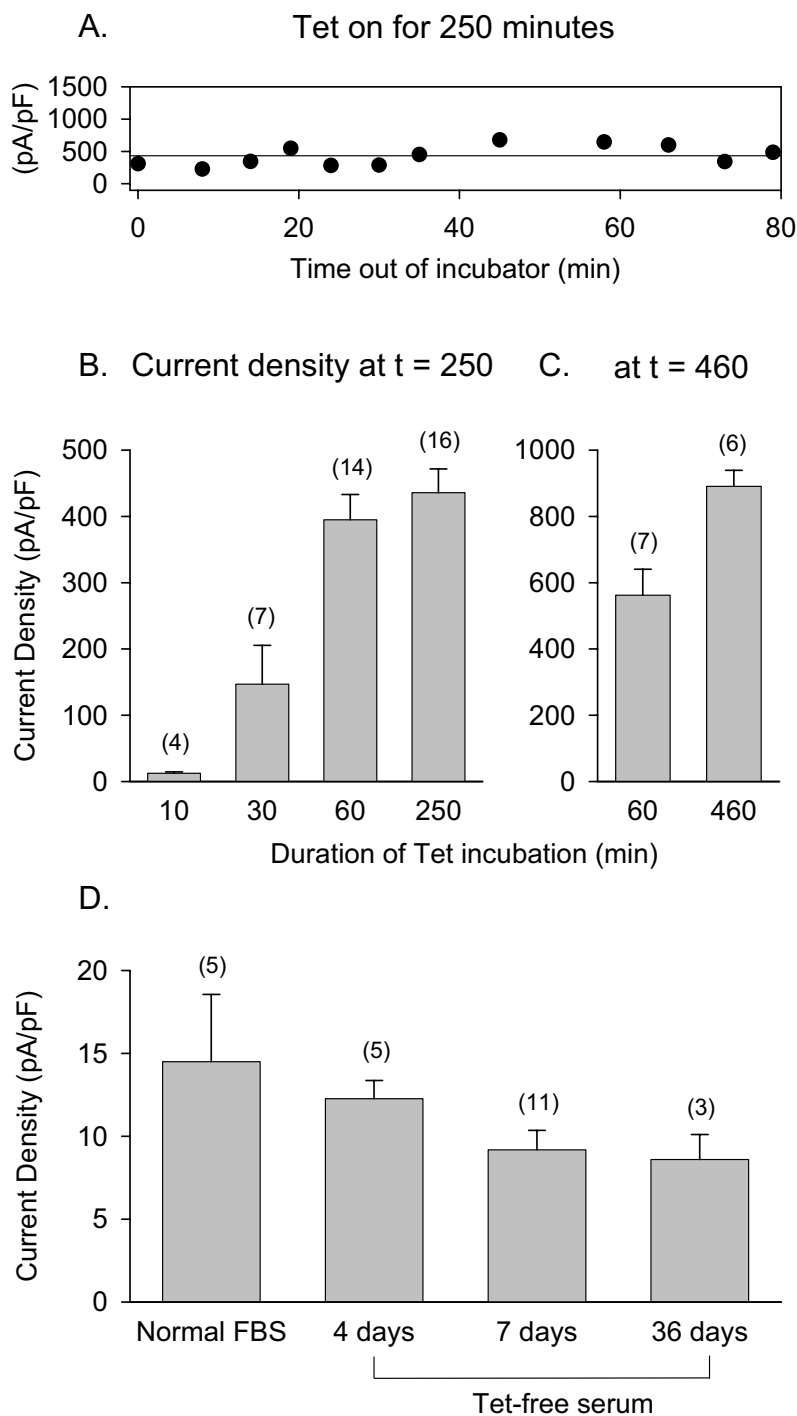 A. Tet on for 250 minutes
(pA/pF)
1500
1000
500
0
0 20 40 60 80
Time out of incubator (min)
B. Current density at t = 250
C. at t = 460
Current Density (pA/pF)
500
400
300
200
100
0
(4) (7) (14) (16)
10 30 60 250
1000
800
600
400
200
0
(7) (6)
60 460
Duration of Tet incubation (min)
D.
Current Density (pA/pF)
20
15
10
5
0
(5) (5) (11) (3)
Normal FBS 4 days 7 days 36 days
Tet-free serum